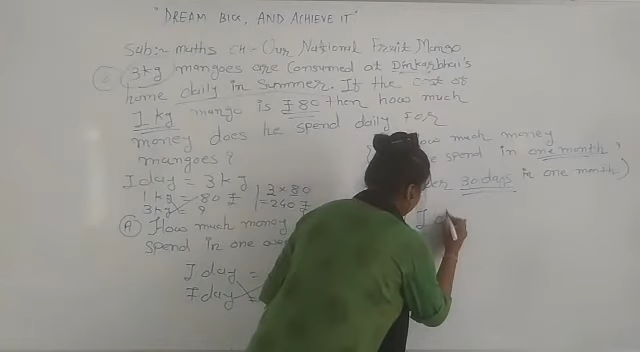 "DREAM BIG, AND ACHIEVE IT"
Sub:- maths CH - Our National Fruit Mango
3kg mangoes are consumed at Dinkarbhai's
home daily in summer. If the cost of
1 kg mango is ₹ 80 then how much
money does he spend daily for
mangoes?
1 day = 3 kg
1 kg = 80 ₹
3 kg = ?
3 × 80
= 240 ₹
(A) How much money
spend in one
1 day =
7 day =
How much money
spend in one month?
30 days in one month)
1